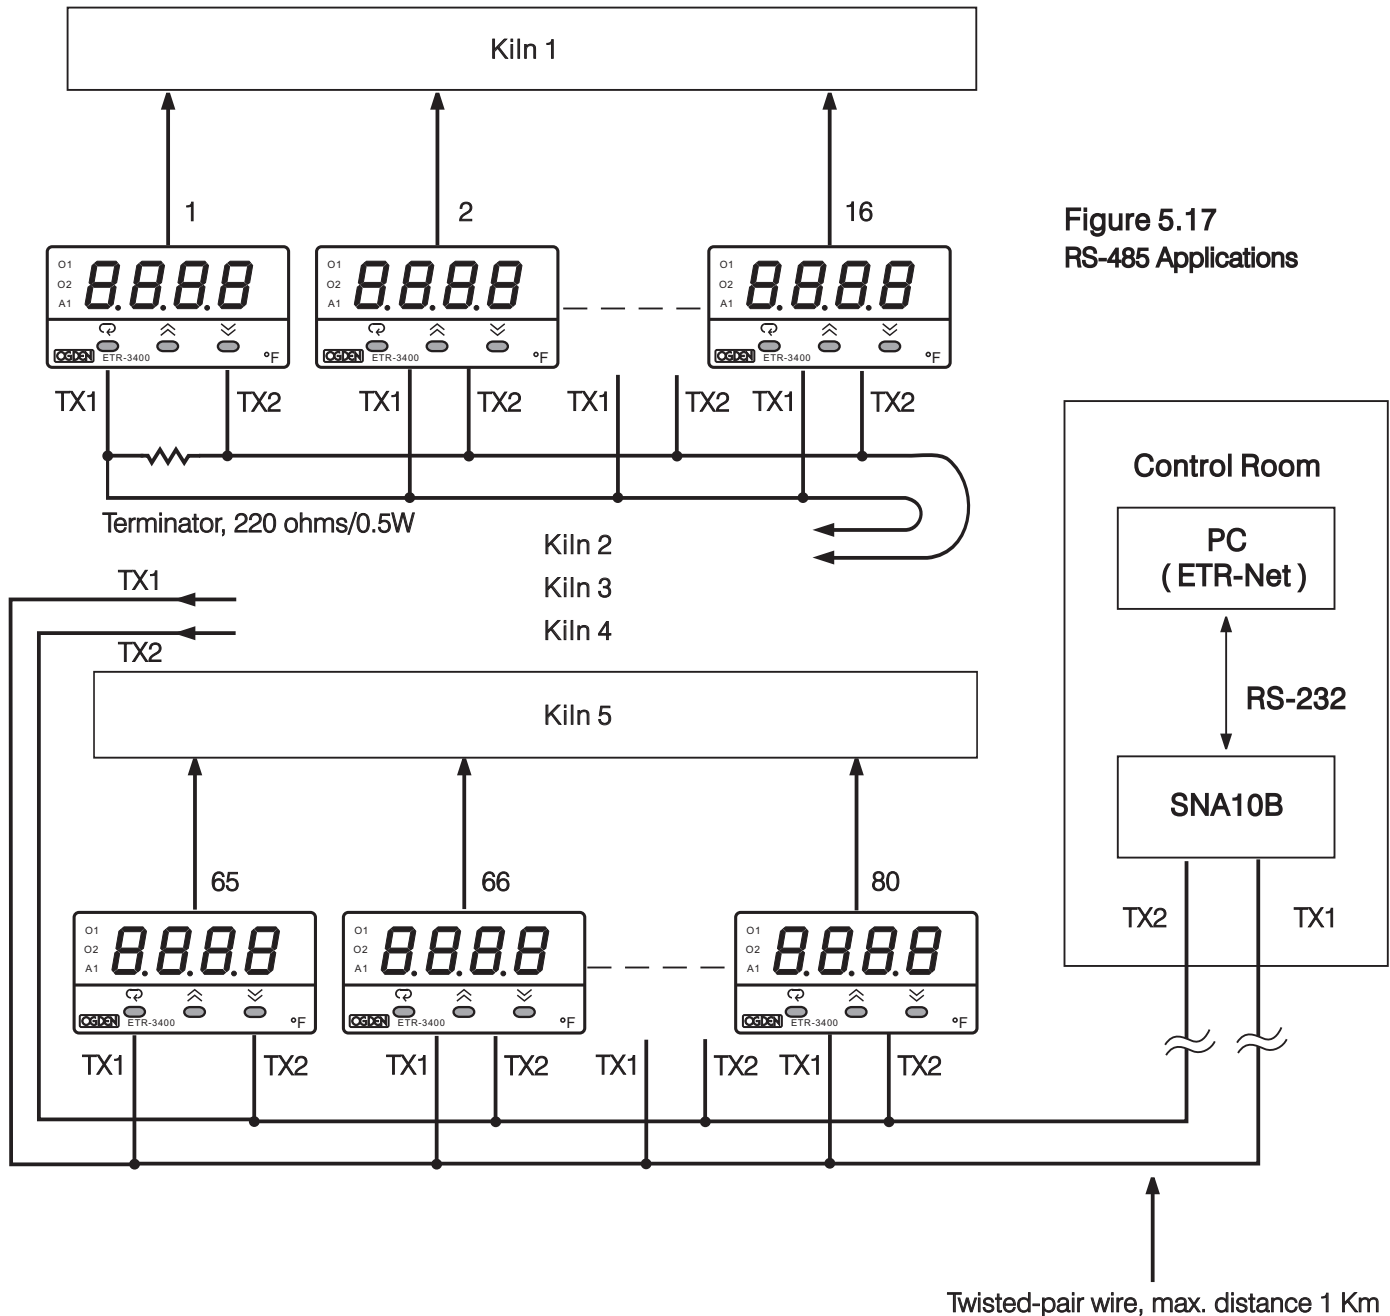 Kiln 1
1
2
16
Figure 5.17
RS-485 Applications
O1
O2
A1
8.8.8.8
OGDEN
ETR-3400
°F
O1
O2
A1
8.8.8.8
OGDEN
ETR-3400
°F
O1
O2
A1
8.8.8.8
OGDEN
ETR-3400
°F
TX1
TX2
TX1
TX2
TX1
TX2
TX1
TX2
Terminator, 220 ohms/0.5W
Kiln 2
Kiln 3
Kiln 4
TX1
TX2
Control Room
PC
( ETR-Net )
RS-232
SNA10B
TX2
TX1
Kiln 5
65
66
80
O1
O2
A1
8.8.8.8
OGDEN
ETR-3400
°F
O1
O2
A1
8.8.8.8
OGDEN
ETR-3400
°F
O1
O2
A1
8.8.8.8
OGDEN
ETR-3400
°F
TX1
TX2
TX1
TX2
TX1
TX2
TX1
TX2
Twisted-pair wire, max. distance 1 Km